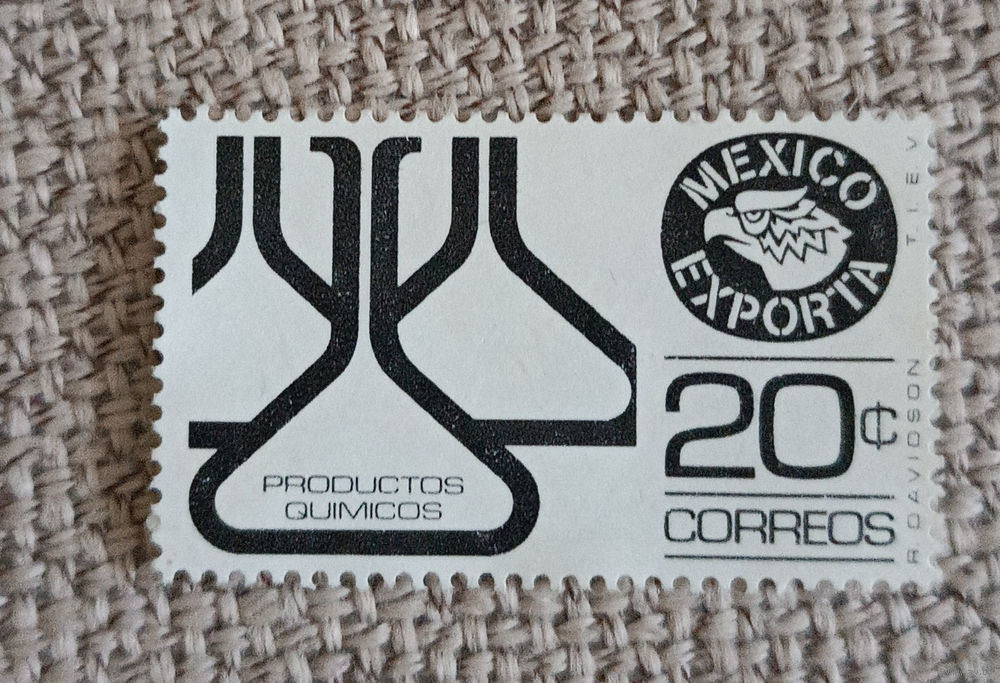 MEXICO
EXPORTA
20¢
CORREOS
PRODUCTOS
QUIMICOS
T. I. E. V
R DAVIDSON